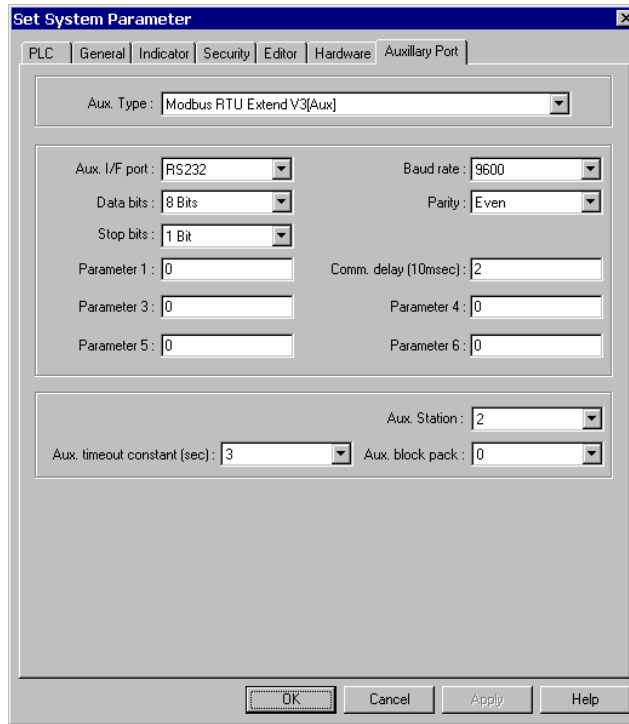 Set System Parameter
PLC General Indicator Security Editor Hardware Auxillary Port
Aux. Type : Modbus RTU Extend V3[Aux]
Aux. I/F port : RS232 Baud rate : 9600
Data bits : 8 Bits Parity : Even
Stop bits : 1 Bit
Parameter 1 : 0 Comm. delay (10msec) : 2
Parameter 3 : 0 Parameter 4 : 0
Parameter 5 : 0 Parameter 6 : 0
Aux. Station : 2
Aux. timeout constant (sec) : 3 Aux. block pack : 0
OK Cancel Apply Help